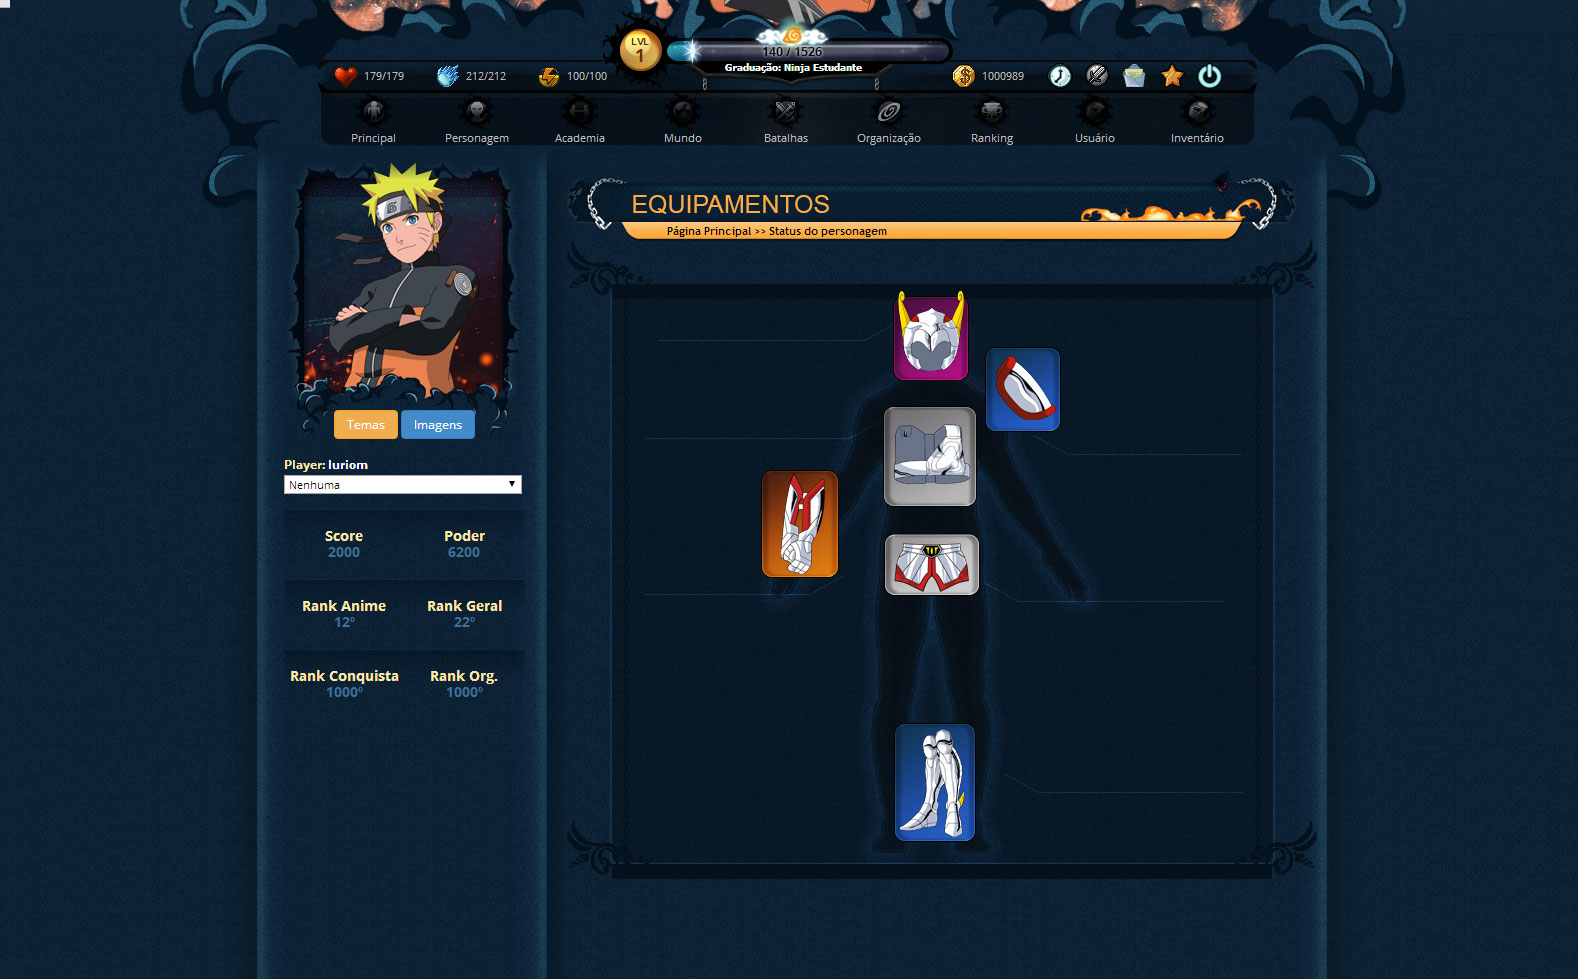 LVL
1
140 / 1526
Graduação: Ninja Estudante
179/179
212/212
100/100
1000989
Principal
Personagem
Academia
Mundo
Batalhas
Organização
Ranking
Usuário
Inventário
EQUIPAMENTOS
Página Principal >> Status do personagem
Temas
Imagens
Player: luriom
Nenhuma
Score
Poder
2000
6200
Rank Anime
Rank Geral
12º
22º
Rank Conquista
Rank Org.
1000º
1000º